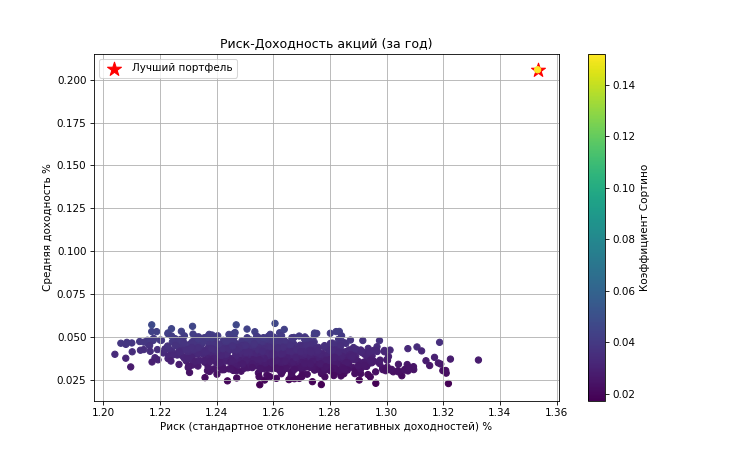 Риск-Доходность акций (за год)
Лучший портфель
0.200
0.175
0.150
0.125
0.100
0.075
0.050
0.025
Средняя доходность %
1.20 1.22 1.24 1.26 1.28 1.30 1.32 1.34 1.36
Риск (стандартное отклонение негативных доходностей) %
0.14
0.12
0.10
0.08
0.06
0.04
0.02
Коэффициент Сортино